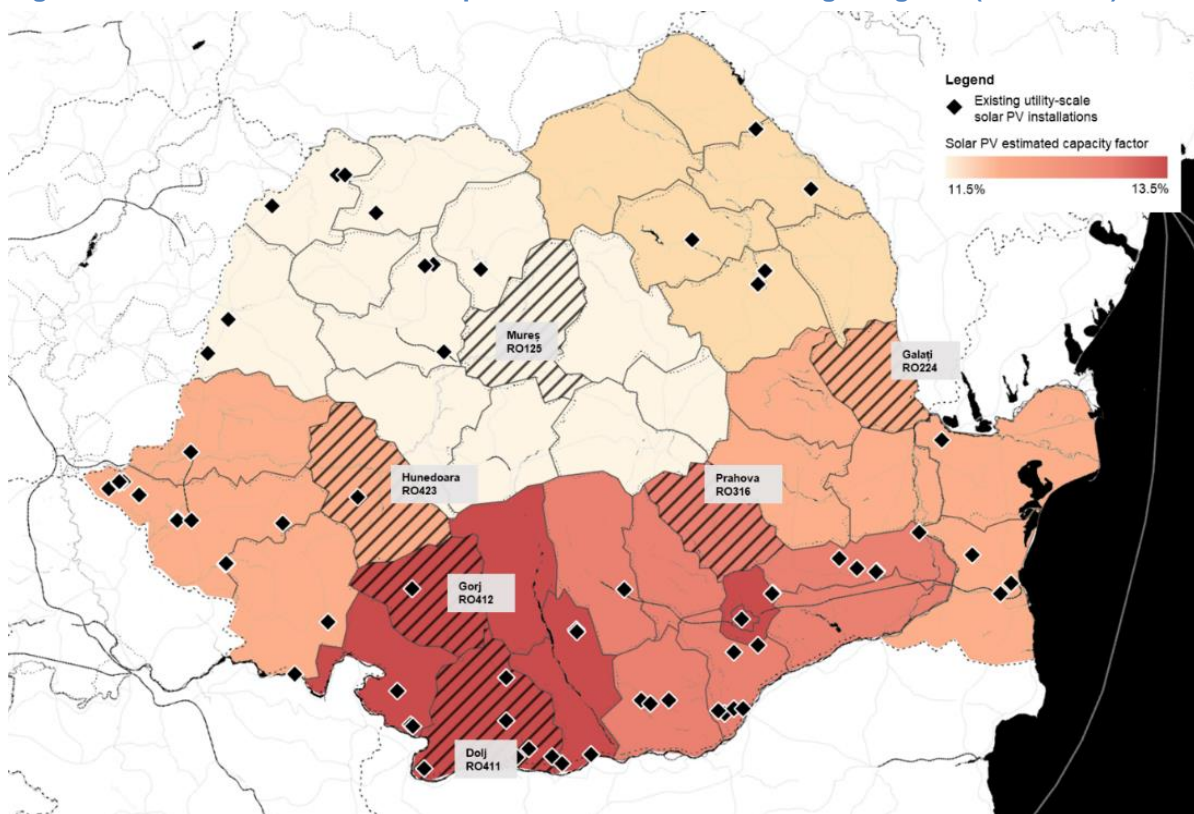 Legend
Existing utility-scale
solar PV installations
Solar PV estimated capacity factor
11.5% 13.5%
Mureș
RO125
Galați
RO224
Hunedoara
RO423
Prahova
RO316
Gorj
RO412
Dolj
RO411